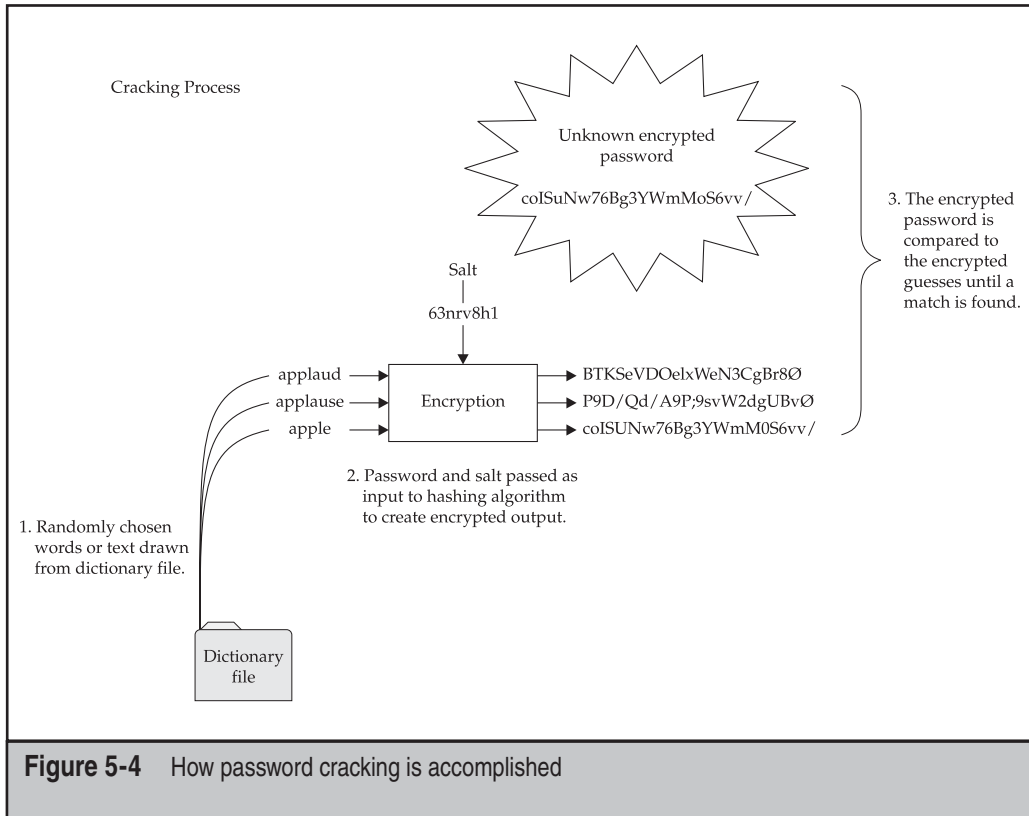 Cracking Process
Unknown encrypted
password
coISuNw76Bg3YWmMoS6vv/
3. The encrypted
password is
compared to
the encrypted
guesses until a
match is found.
Salt
63nrv8h1
applaud
applause
apple
Encryption
BTKSeVDOelxWeN3CgBr8Ø
P9D/Qd/A9P;9svW2dgUBvØ
coISUNw76Bg3YWmM0S6vv/
2. Password and salt passed as
input to hashing algorithm
to create encrypted output.
1. Randomly chosen
words or text drawn
from dictionary file.
Dictionary
file
Figure 5-4 How password cracking is accomplished